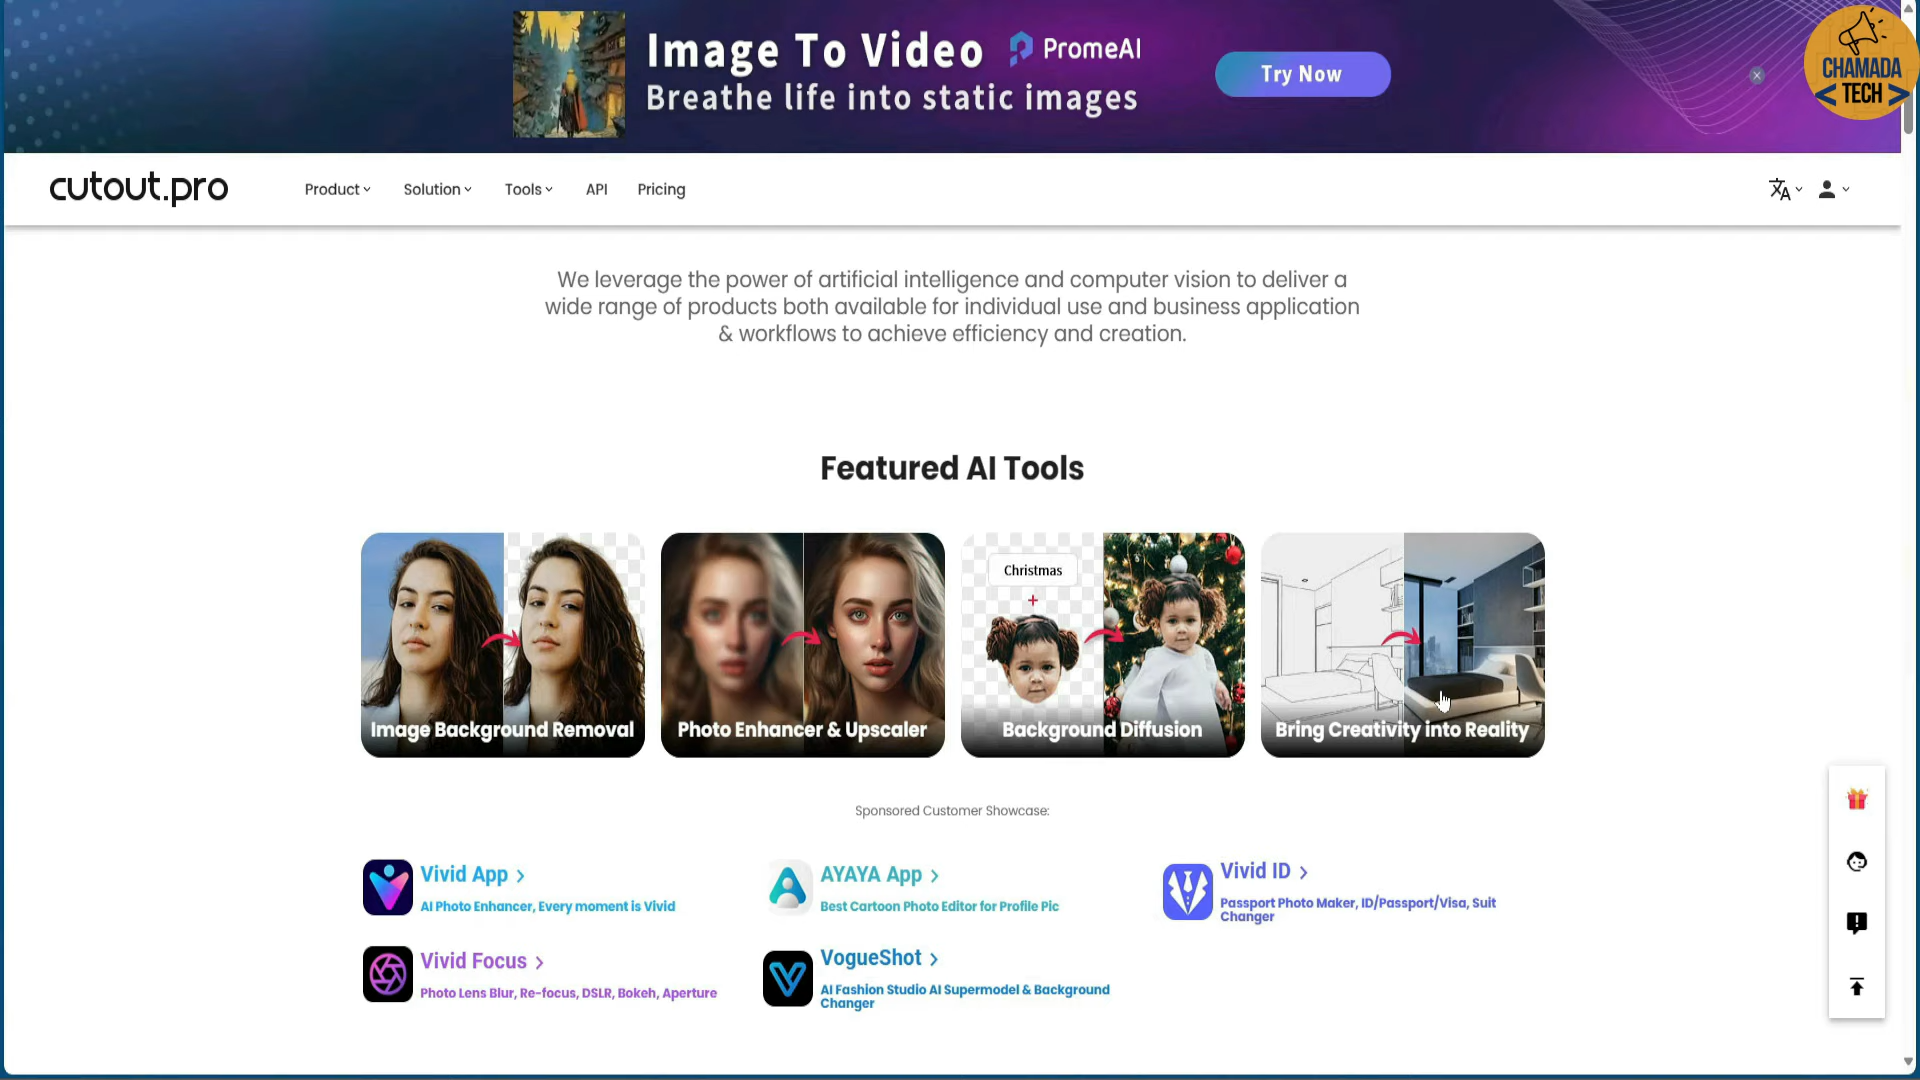 Image To Video
PromeAI
Breathe life into static images
Try Now
CHAMADA
< TECH >
cutout.pro
Product
Solution
Tools
API
Pricing
We leverage the power of artificial intelligence and computer vision to deliver a
wide range of products both available for individual use and business application
& workflows to achieve efficiency and creation.
Featured AI Tools
Christmas
+
Image Background Removal
Photo Enhancer & Upscaler
Background Diffusion
Bring Creativity into Reality
Sponsored Customer Showcase:
Vivid App >
AI Photo Enhancer, Every moment is Vivid
AYAYA App >
Best Cartoon Photo Editor for Profile Pic
Vivid ID >
Passport Photo Maker, ID/Passport/Visa, Suit
Changer
Vivid Focus >
Photo Lens Blur, Re-focus, DSLR, Bokeh, Aperture
VogueShot >
AI Fashion Studio AI Supermodel & Background
Changer